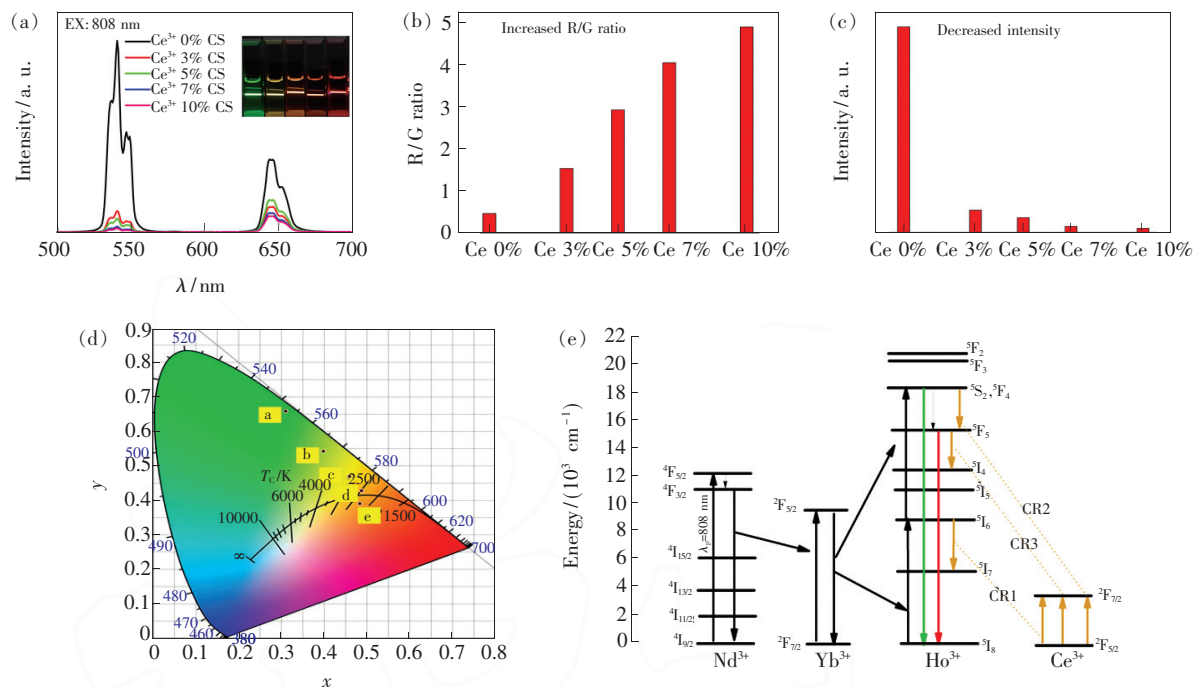 (a)
EX: 808 nm
Ce³⁺ 0% CS
Ce³⁺ 3% CS
Ce³⁺ 5% CS
Ce³⁺ 7% CS
Ce³⁺ 10% CS
Intensity/a. u.
500 550 600 650 700
λ/nm
(b)
Increased R/G ratio
R/G ratio
5
4
3
2
1
0
Ce 0% Ce 3% Ce 5% Ce 7% Ce 10%
(c)
Decreased intensity
Intensity/a. u.
Ce 0% Ce 3% Ce 5% Ce 7% Ce 10%
(d)
y
0.9
0.8
0.7
0.6
0.5
0.4
0.3
0.2
0.1
0
0 0.1 0.2 0.3 0.4 0.5 0.6 0.7 0.8
x
520
540
560
500
580
600
620
700
490
480
470
460
380
a
b
c
d
e
T_C/K
2500
4000
6000
10000
1500
∞
(e)
Energy/(10³ cm⁻¹)
22
20
18
16
14
12
10
8
6
4
2
0
⁴F₅/₂
⁴F₃/₂
λₚ=808 nm
⁴I₁₅/₂
⁴I₁₃/₂
⁴I₁₁/₂
⁴I₉/₂
Nd³⁺
²F₅/₂
²F₇/₂
Yb³⁺
⁵F₂
⁵F₃
⁵S₂,⁵F₄
⁵F₅
⁵I₄
⁵I₅
⁵I₆
⁵I₇
⁵I₈
Ho³⁺
CR2
CR3
CR1
²F₇/₂
²F₅/₂
Ce³⁺